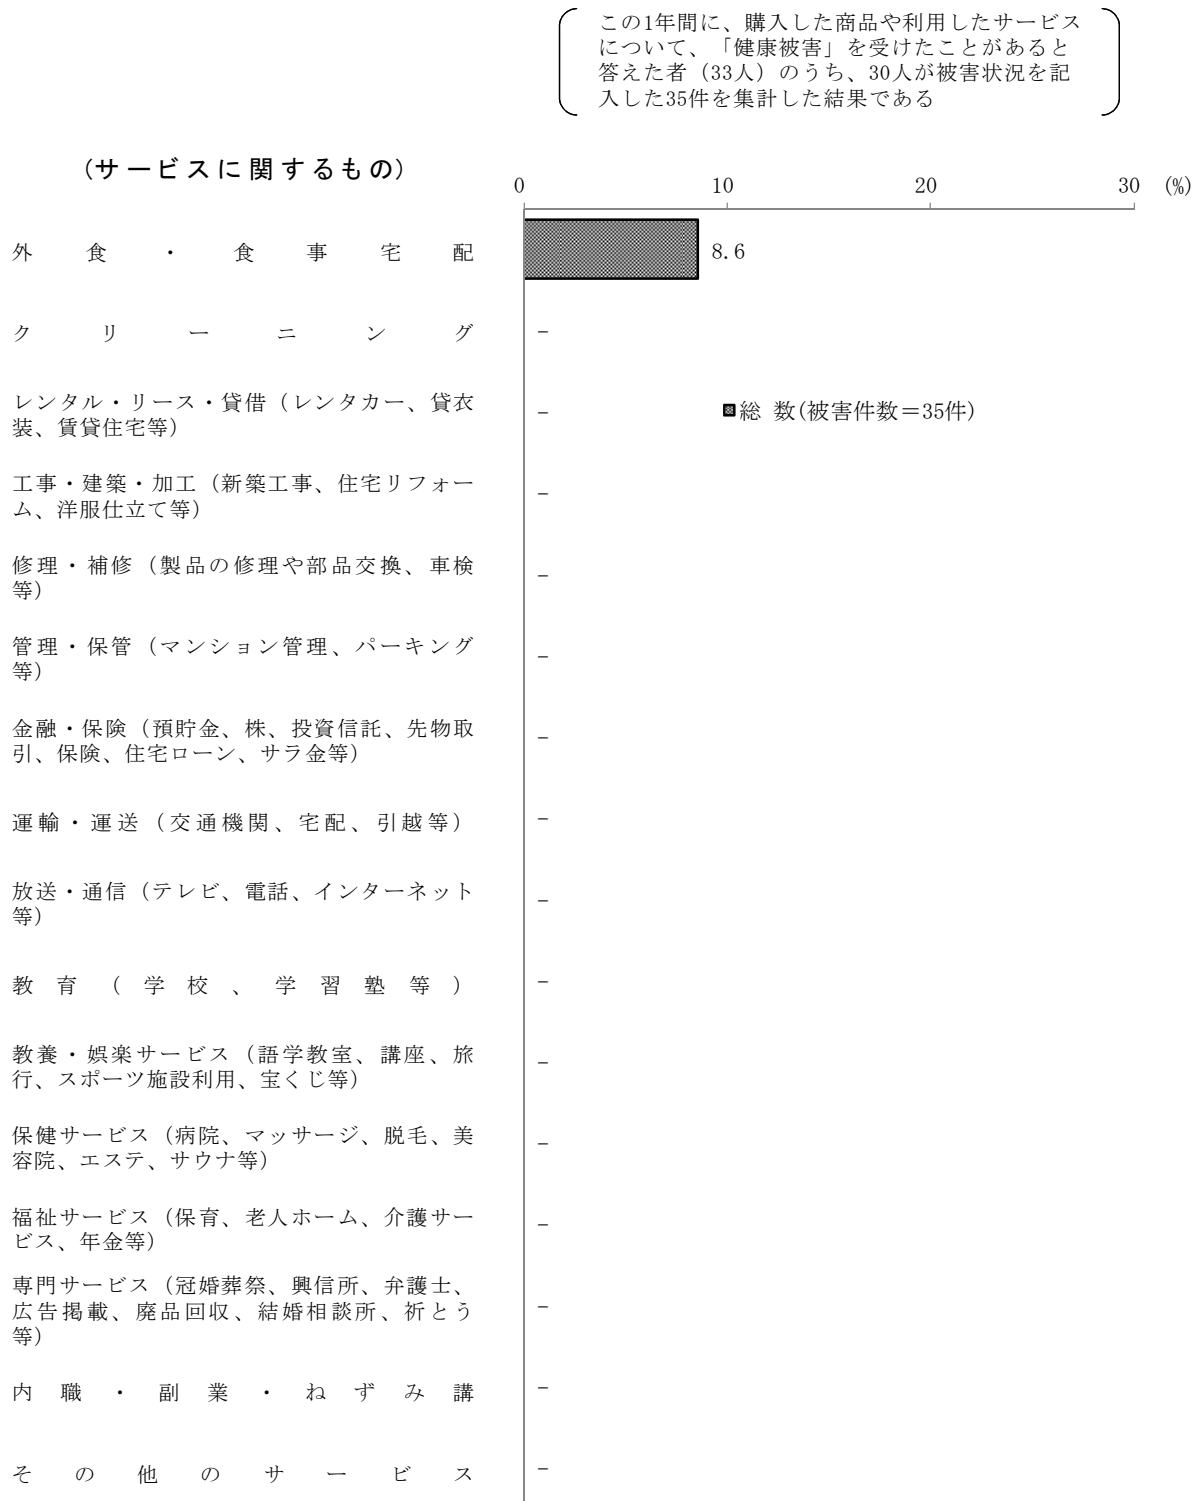 この1年間に、購入した商品や利用したサービス
について、「健康被害」を受けたことがあると
答えた者（33人）のうち、30人が被害状況を記
入した35件を集計した結果である
(サービスに関するもの)
0 10 20 30 (%)
外食・食事宅配 8.6
クリーニング －
レンタル・リース・貸借（レンタカー、貸衣
装、賃貸住宅等） －
■総 数(被害件数＝35件)
工事・建築・加工（新築工事、住宅リフォー
ム、洋服仕立て等） －
修理・補修（製品の修理や部品交換、車検
等） －
管理・保管（マンション管理、パーキング
等） －
金融・保険（預貯金、株、投資信託、先物取
引、保険、住宅ローン、サラ金等） －
運輸・運送（交通機関、宅配、引越等） －
放送・通信（テレビ、電話、インターネット
等） －
教育（学校、学習塾等） －
教養・娯楽サービス（語学教室、講座、旅
行、スポーツ施設利用、宝くじ等） －
保健サービス（病院、マッサージ、脱毛、美
容院、エステ、サウナ等） －
福祉サービス（保育、老人ホーム、介護サー
ビス、年金等） －
専門サービス（冠婚葬祭、興信所、弁護士、
広告掲載、廃品回収、結婚相談所、祈とう
等） －
内職・副業・ねずみ講 －
その他のサービス －